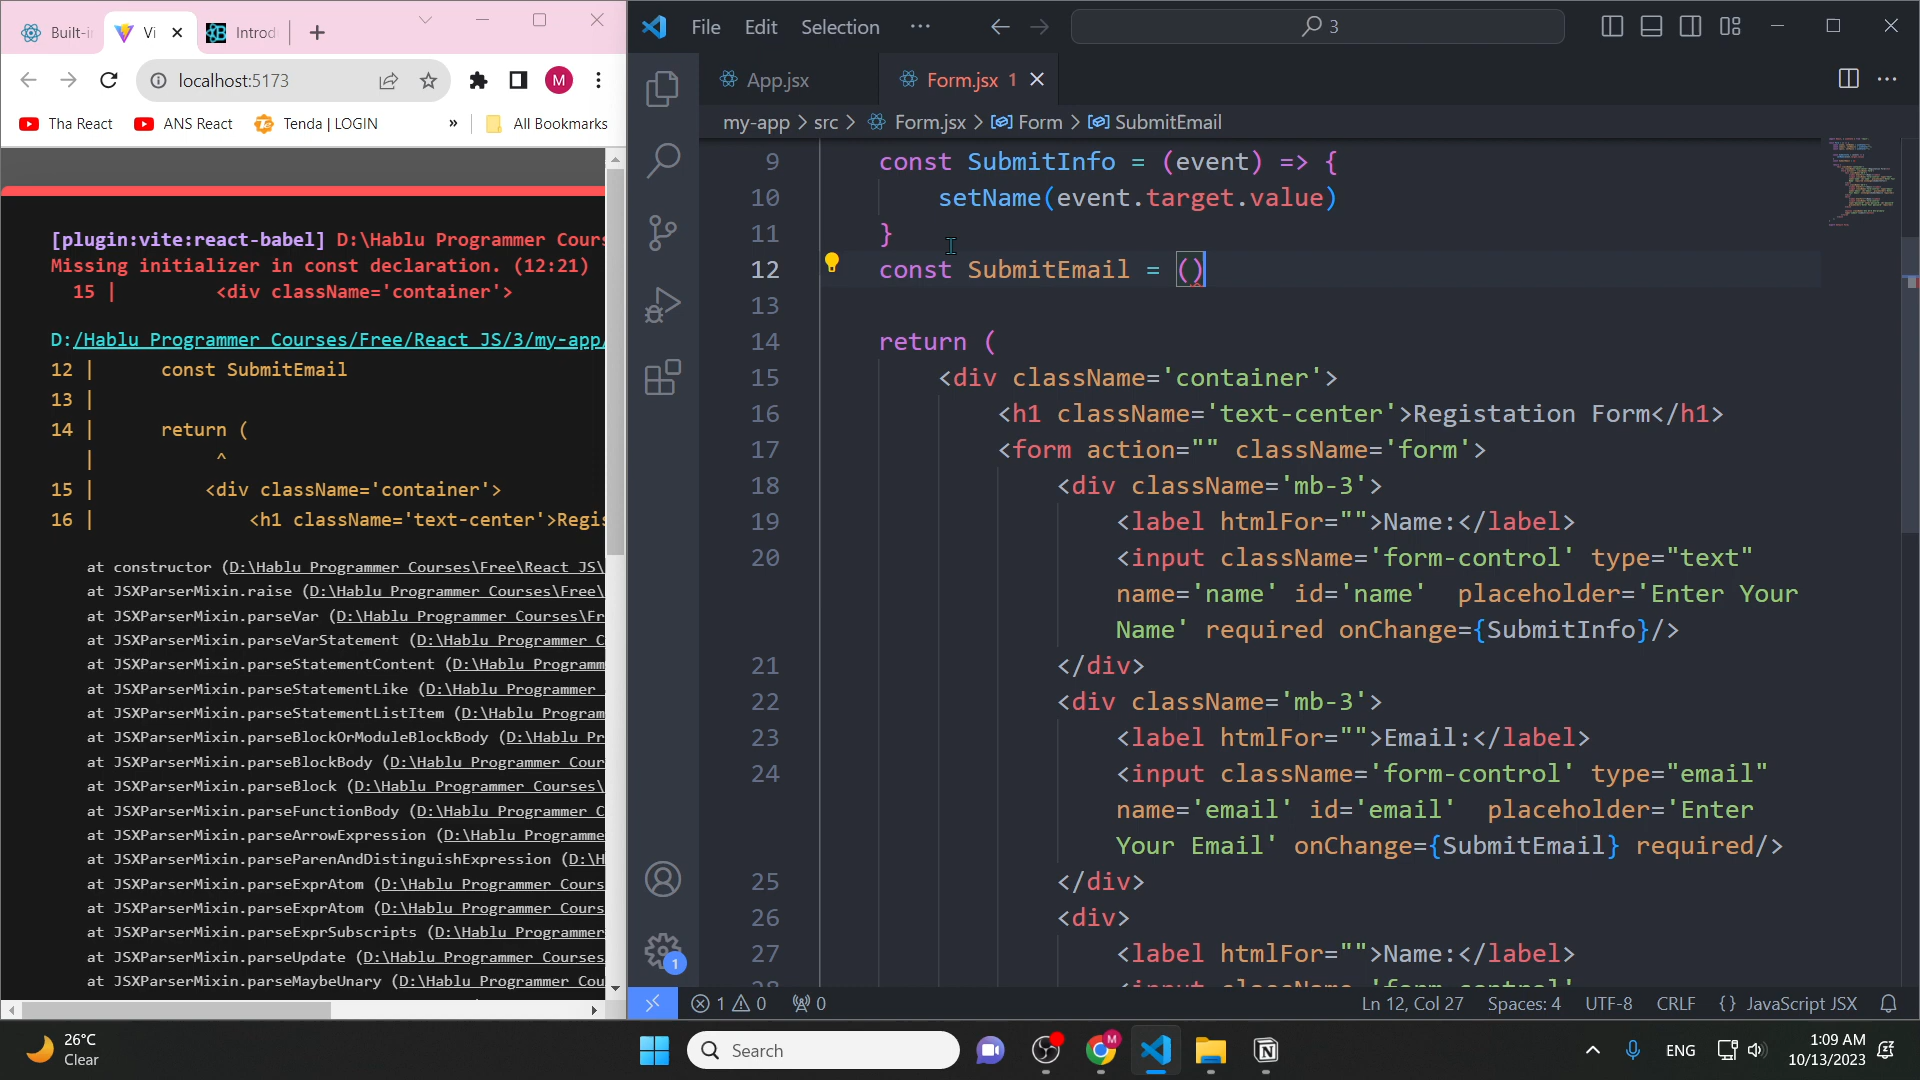 Built-i
Vi
Introd
localhost:5173
M
Tha React
ANS React
Tenda | LOGIN
»
All Bookmarks
[plugin:vite:react-babel] D:\Hablu Programmer Cours
Missing initializer in const declaration. (12:21)
15 | <div className='container'>
D:/Hablu Programmer Courses/Free/React JS/3/my-app/
12 | const SubmitEmail
13 |
14 | return (
| ^
15 | <div className='container'>
16 | <h1 className='text-center'>Regis
at constructor (D:\Hablu Programmer Courses\Free\React JS\
at JSXParserMixin.raise (D:\Hablu Programmer Courses\Free\
at JSXParserMixin.parseVar (D:\Hablu Programmer Courses\Fr
at JSXParserMixin.parseVarStatement (D:\Hablu Programmer C
at JSXParserMixin.parseStatementContent (D:\Hablu Programm
at JSXParserMixin.parseStatementLike (D:\Hablu Programmer
at JSXParserMixin.parseStatementListItem (D:\Hablu Program
at JSXParserMixin.parseBlockOrModuleBlockBody (D:\Hablu Pr
at JSXParserMixin.parseBlockBody (D:\Hablu Programmer Cour
at JSXParserMixin.parseBlock (D:\Hablu Programmer Courses\
at JSXParserMixin.parseFunctionBody (D:\Hablu Programmer C
at JSXParserMixin.parseArrowExpression (D:\Hablu Programme
at JSXParserMixin.parseParenAndDistinguishExpression (D:\H
at JSXParserMixin.parseExprAtom (D:\Hablu Programmer Cours
at JSXParserMixin.parseExprAtom (D:\Hablu Programmer Cours
at JSXParserMixin.parseExprSubscripts (D:\Hablu Programmer
at JSXParserMixin.parseUpdate (D:\Hablu Programmer Courses
at JSXParserMixin.parseMaybeUnary (D:\Hablu Programmer Cou
File Edit Selection ···
3
App.jsx
Form.jsx 1
my-app > src > Form.jsx > Form > SubmitEmail
9 const SubmitInfo = (event) => {
10 setName(event.target.value)
11 }
12 const SubmitEmail = ()
13
14 return (
15 <div className='container'>
16 <h1 className='text-center'>Registation Form</h1>
17 <form action="" className='form'>
18 <div className='mb-3'>
19 <label htmlFor="">Name:</label>
20 <input className='form-control' type="text"
name='name' id='name' placeholder='Enter Your
Name' required onChange={SubmitInfo}/>
21 </div>
22 <div className='mb-3'>
23 <label htmlFor="">Email:</label>
24 <input className='form-control' type="email"
name='email' id='email' placeholder='Enter
Your Email' onChange={SubmitEmail} required/>
25 </div>
26 <div>
27 <label htmlFor="">Name:</label>
1
1 0 0
Ln 12, Col 27 Spaces: 4 UTF-8 CRLF {} JavaScript JSX
26°C
Clear
Search
M
ENG
1:09 AM
10/13/2023